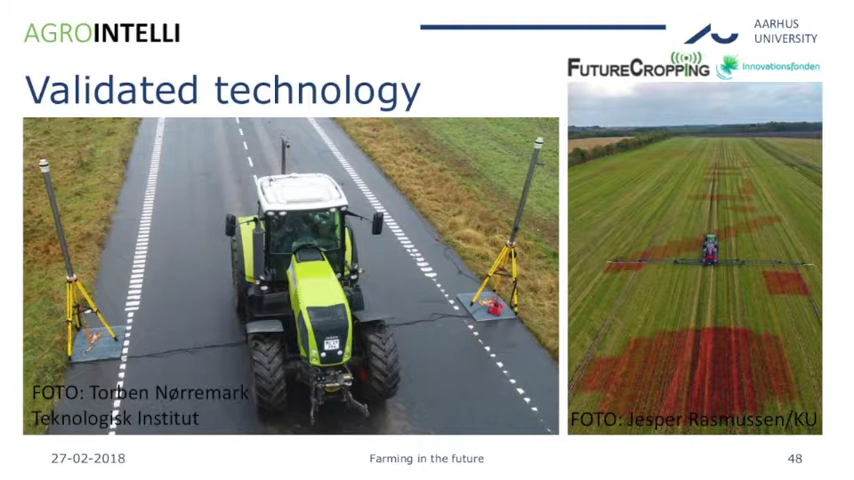 AGROINTELLI
AARHUS
UNIVERSITY
Validated technology
FUTURECROPPING
Innovationsfonden
FOTO: Torben Nørremark
Teknologisk Institut
FOTO: Jesper Rasmussen/KU
27-02-2018
Farming in the future
48